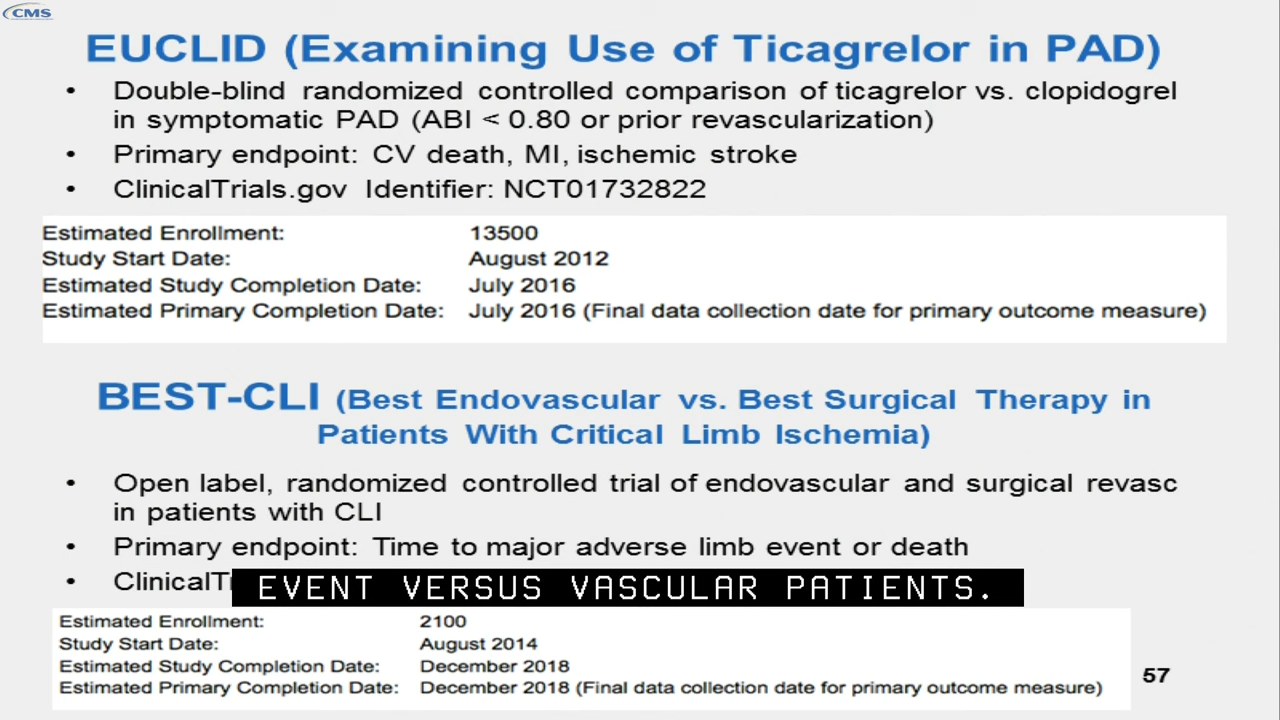 CMS
EUCLID (Examining Use of Ticagrelor in PAD)
• Double-blind randomized controlled comparison of ticagrelor vs. clopidogrel
in symptomatic PAD (ABI < 0.80 or prior revascularization)
• Primary endpoint: CV death, MI, ischemic stroke
• ClinicalTrials.gov Identifier: NCT01732822
Estimated Enrollment: 13500
Study Start Date: August 2012
Estimated Study Completion Date: July 2016
Estimated Primary Completion Date: July 2016 (Final data collection date for primary outcome measure)
BEST-CLI (Best Endovascular vs. Best Surgical Therapy in
Patients With Critical Limb Ischemia)
• Open label, randomized controlled trial of endovascular and surgical revasc
in patients with CLI
• Primary endpoint: Time to major adverse limb event or death
• ClinicalT
EVENT VERSUS VASCULAR PATIENTS.
Estimated Enrollment: 2100
Study Start Date: August 2014
Estimated Study Completion Date: December 2018
Estimated Primary Completion Date: December 2018 (Final data collection date for primary outcome measure)
57